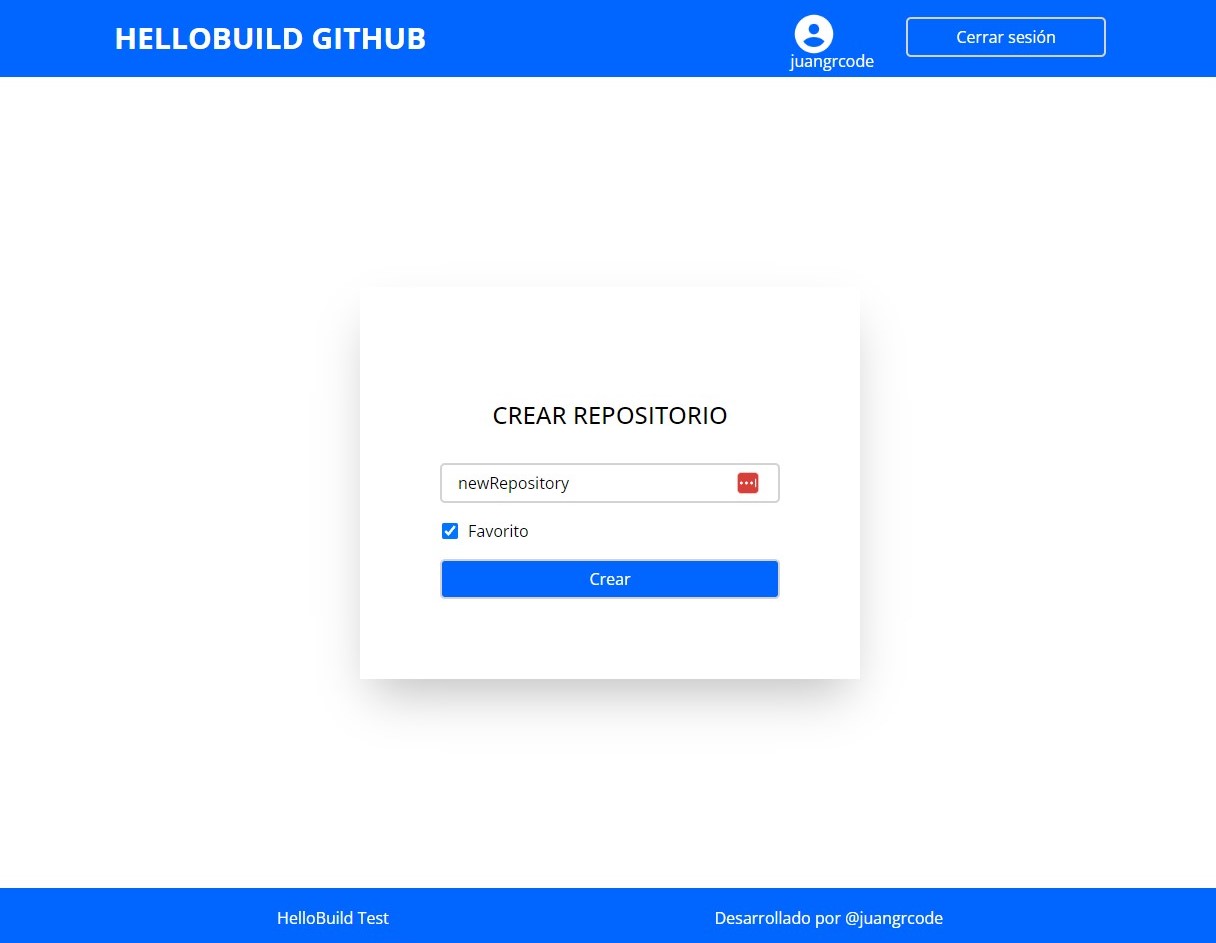 HELLOBUILD GITHUB
juangrcode
Cerrar sesión
CREAR REPOSITORIO
newRepository
Favorito
Crear
HelloBuild Test
Desarrollado por @juangrcode